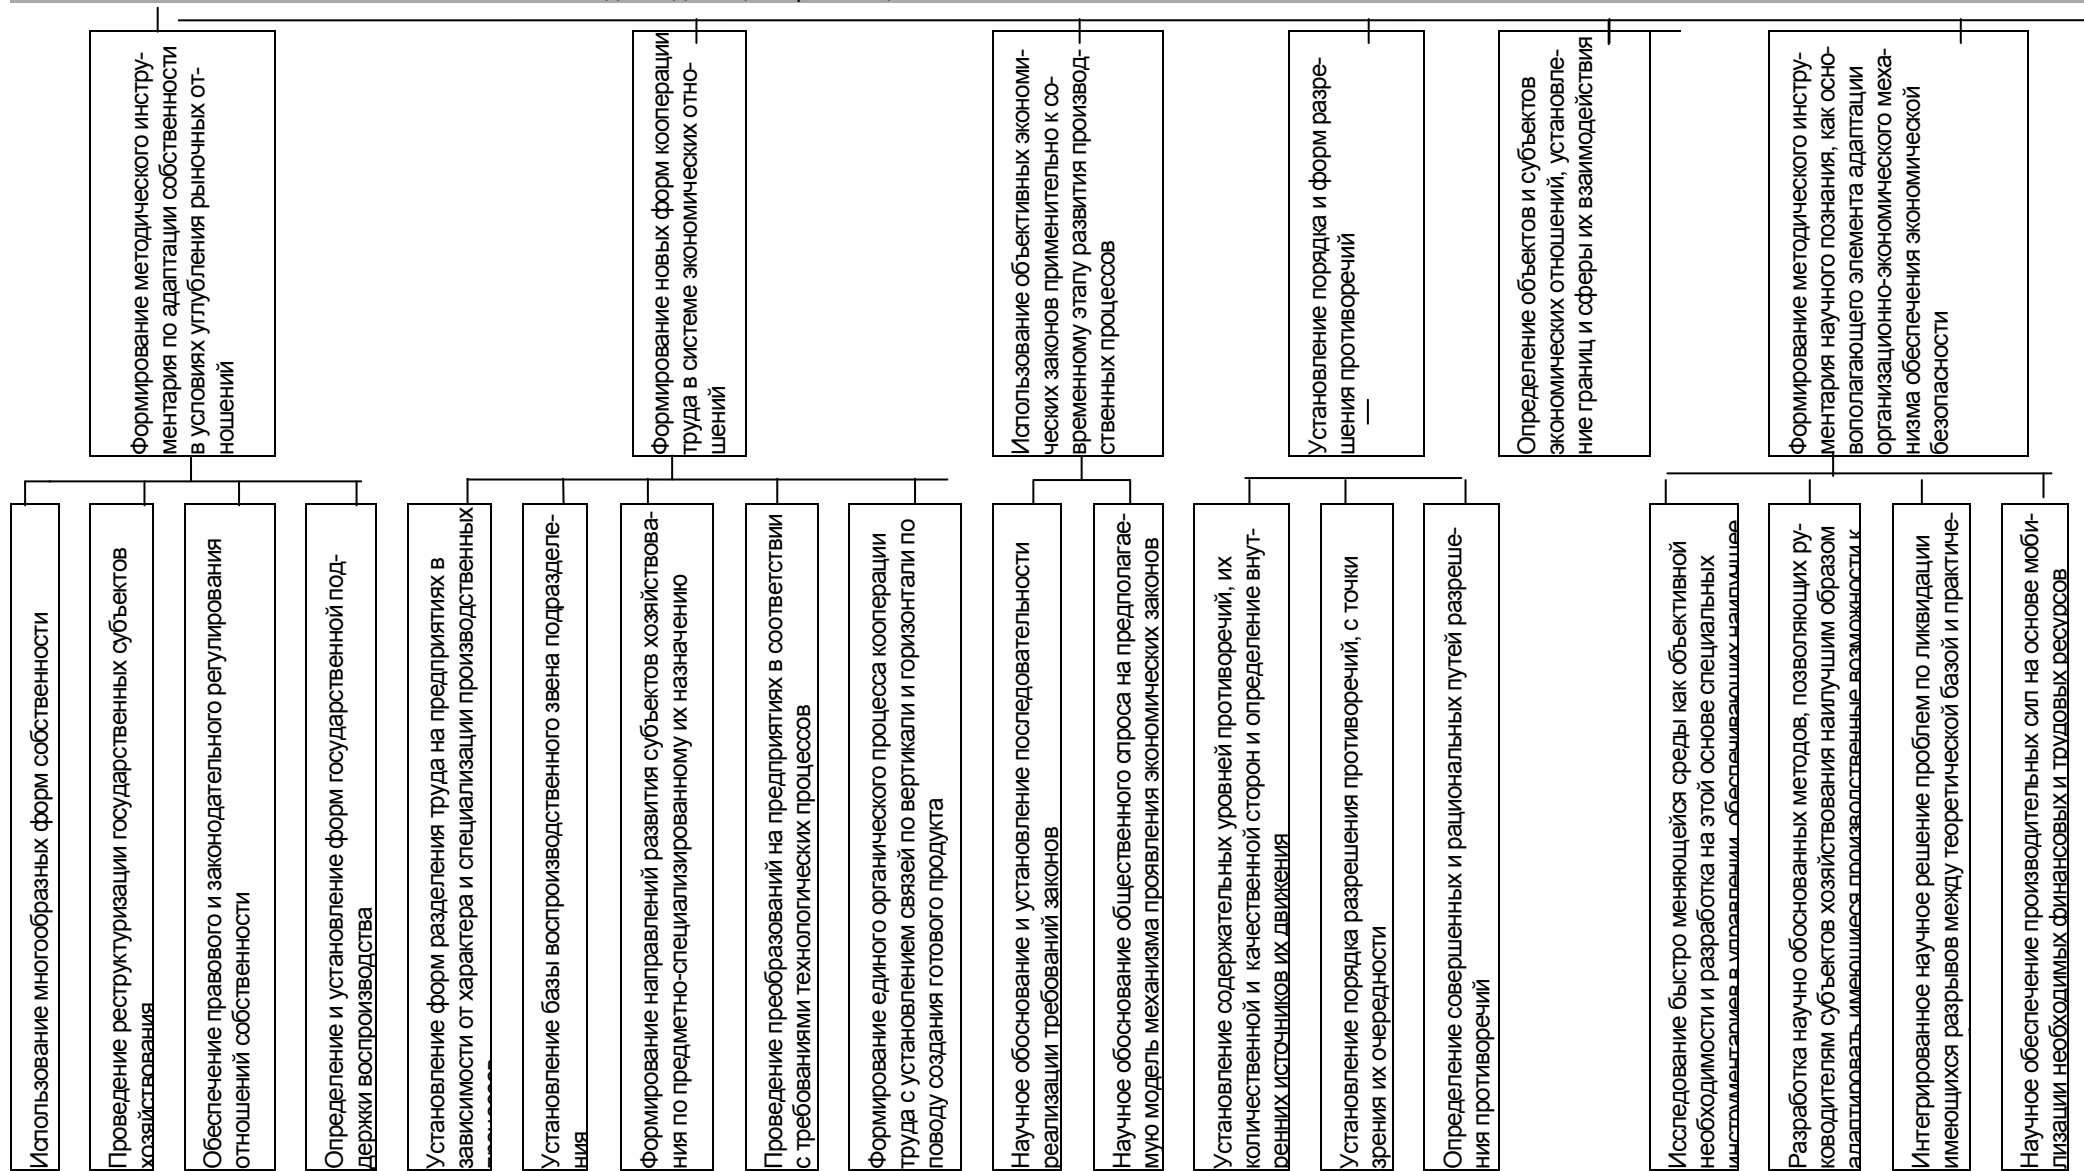 Формирование методического инстру-
ментария по адаптации собственности
в условиях углубления рыночных от-
ношений
Формирование новых форм кооперации
труда в системе экономических отно-
шений
Использование объективных экономи-
ческих законов применительно к со-
временному этапу развития производ-
ственных процессов
Установление порядка и форм разре-
шения противоречий
Определение объектов и субъектов
экономических отношений, установле-
ние границ и сферы их взаимодействия
Формирование методического инстру-
ментария научного познания, как осно-
вополагающего элемента адаптации
организационно-экономического меха-
низма обеспечения экономической
безопасности
Использование многообразных форм собственности
Проведение реструктуризации государственных субъектов
хозяйствования
Обеспечение правового и законодательного регулирования
отношений собственности
Определение и установление форм государственной под-
держки воспроизводства
Установление форм разделения труда на предприятиях в
зависимости от характера и специализации производственных
процессов
Установление базы воспроизводственного звена подразделе-
ния
Формирование направлений развития субъектов хозяйствова-
ния по предметно-специализированному их назначению
Проведение преобразований на предприятиях в соответствии
с требованиями технологических процессов
Формирование единого органического процесса кооперации
труда с установлением связей по вертикали и горизонтали по
поводу создания готового продукта
Научное обоснование и установление последовательности
реализации требований законов
Научное обоснование общественного спроса на предполагае-
мую модель механизма проявления экономических законов
Установление содержательных уровней противоречий, их
количественной и качественной сторон и определение внут-
ренних источников их движения
Установление порядка разрешения противоречий, с точки
зрения их очередности
Определение совершенных и рациональных путей разреше-
ния противоречий
Исследование быстро меняющейся среды как объективной
необходимости и разработка на этой основе специальных
инструментариев в управлении, обеспечивающих наилучшее
Разработка научно обоснованных методов, позволяющих ру-
ководителям субъектов хозяйствования наилучшим образом
адаптировать имеющиеся производственные возможности к
Интегрированное научное решение проблем по ликвидации
имеющихся разрывов между теоретической базой и практиче-
Научное обеспечение производительных сил на основе моби-
лизации необходимых финансовых и трудовых ресурсов